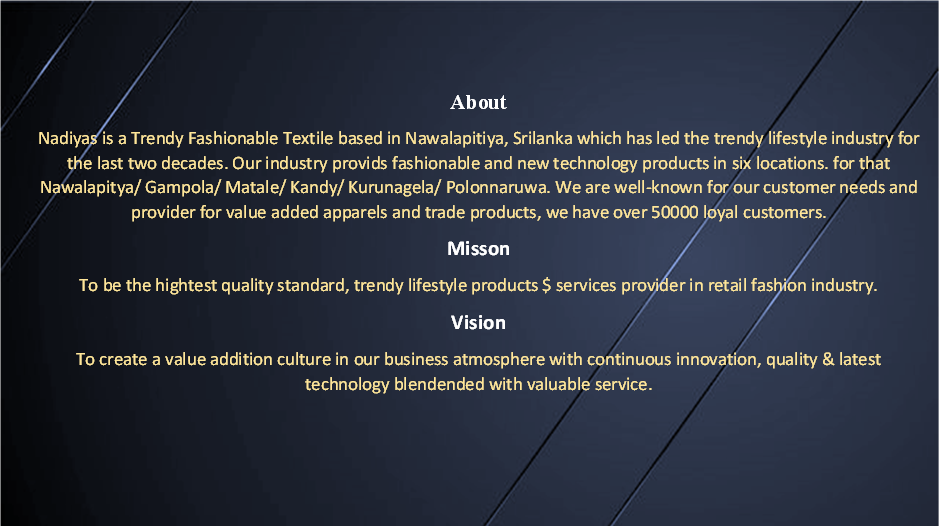 About
Nadiyas is a Trendy Fashionable Textile based in Nawalapitiya, Srilanka which has led the trendy lifestyle industry for
the last two decades. Our industry provids fashionable and new technology products in six locations. for that
Nawalapitya/ Gampola/ Matale/ Kandy/ Kurunagela/ Polonnaruwa. We are well-known for our customer needs and
provider for value added apparels and trade products, we have over 50000 loyal customers.
Misson
To be the hightest quality standard, trendy lifestyle products $ services provider in retail fashion industry.
Vision
To create a value addition culture in our business atmosphere with continuous innovation, quality & latest
technology blendended with valuable service.